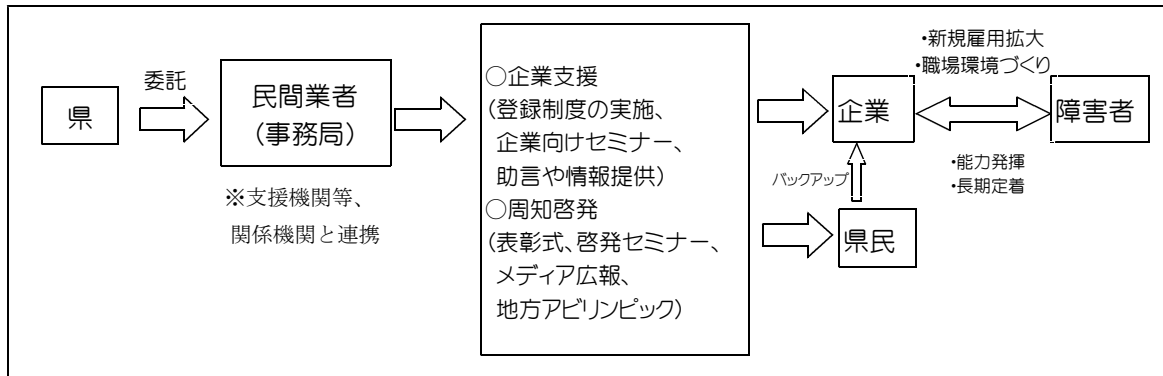 県
委託
民間業者
(事務局)
※支援機関等、
関係機関と連携
○企業支援
(登録制度の実施、
企業向けセミナー、
助言や情報提供)
○周知啓発
(表彰式、啓発セミナー、
メディア広報、
地方アビリンピック)
企業
バックアップ
県民
・新規雇用拡大
・職場環境づくり
・能力発揮
・長期定着
障害者